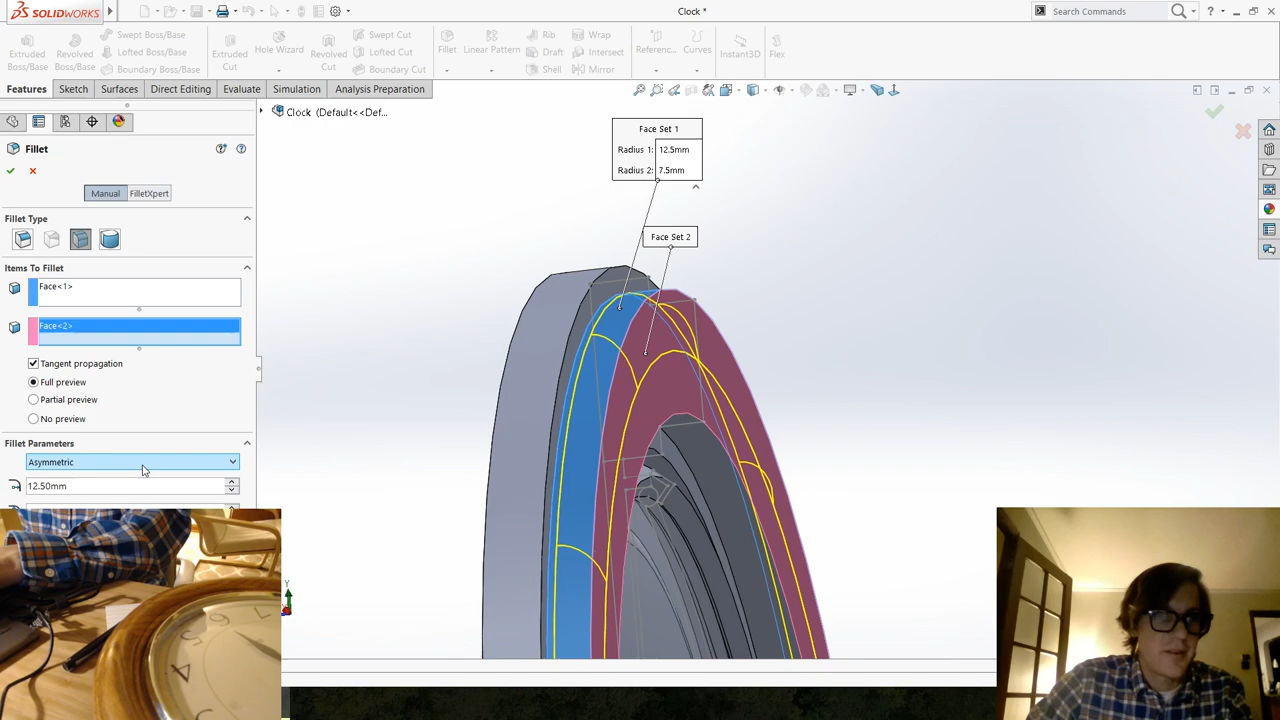 SOLIDWORKS
Clock *
Search Commands
Extruded Boss/Base
Revolved Boss/Base
Swept Boss/Base
Lofted Boss/Base
Boundary Boss/Base
Extruded Cut
Hole Wizard
Revolved Cut
Swept Cut
Lofted Cut
Boundary Cut
Fillet
Linear Pattern
Rib
Draft
Shell
Wrap
Intersect
Mirror
Referenc...
Curves
Instant3D
Flex
Features
Sketch
Surfaces
Direct Editing
Evaluate
Simulation
Analysis Preparation
Clock (Default<<Def...
Fillet
Manual
FilletXpert
Fillet Type
Items To Fillet
Face<1>
Face<2>
Tangent propagation
Full preview
Partial preview
No preview
Fillet Parameters
Asymmetric
12.50mm
Face Set 1
Radius 1: 12.5mm
Radius 2: 7.5mm
Face Set 2
Y